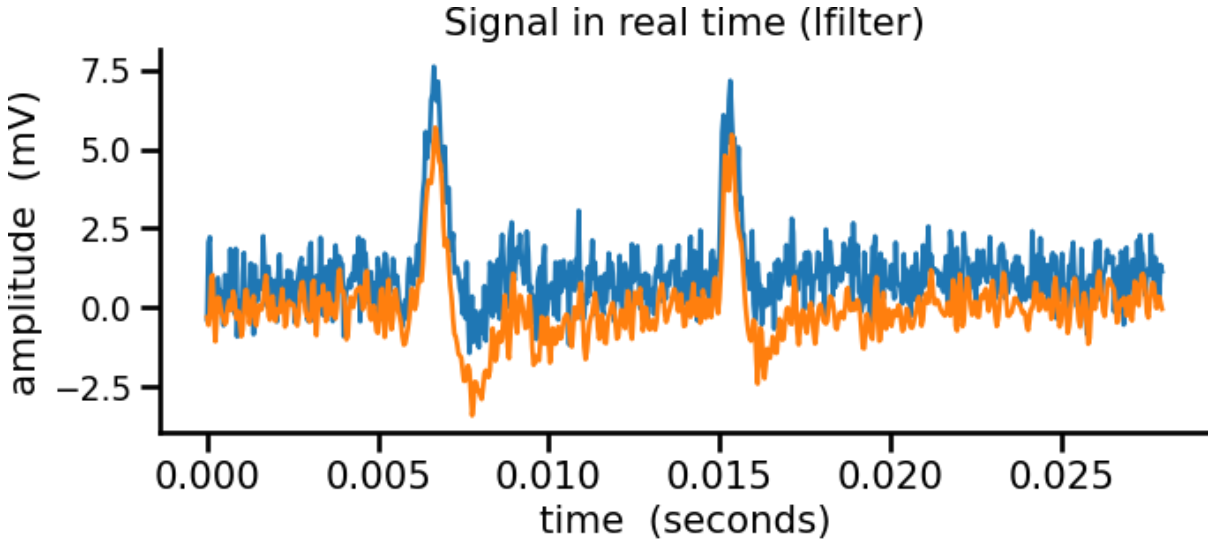 Signal in real time (lfilter)
7.5
5.0
2.5
0.0
−2.5
amplitude (mV)
0.000 0.005 0.010 0.015 0.020 0.025
time (seconds)